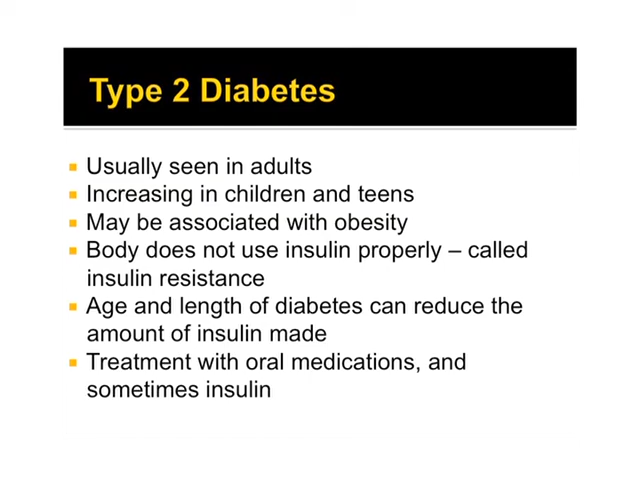 Type 2 Diabetes
▪ Usually seen in adults
▪ Increasing in children and teens
▪ May be associated with obesity
▪ Body does not use insulin properly – called
insulin resistance
▪ Age and length of diabetes can reduce the
amount of insulin made
▪ Treatment with oral medications, and
sometimes insulin